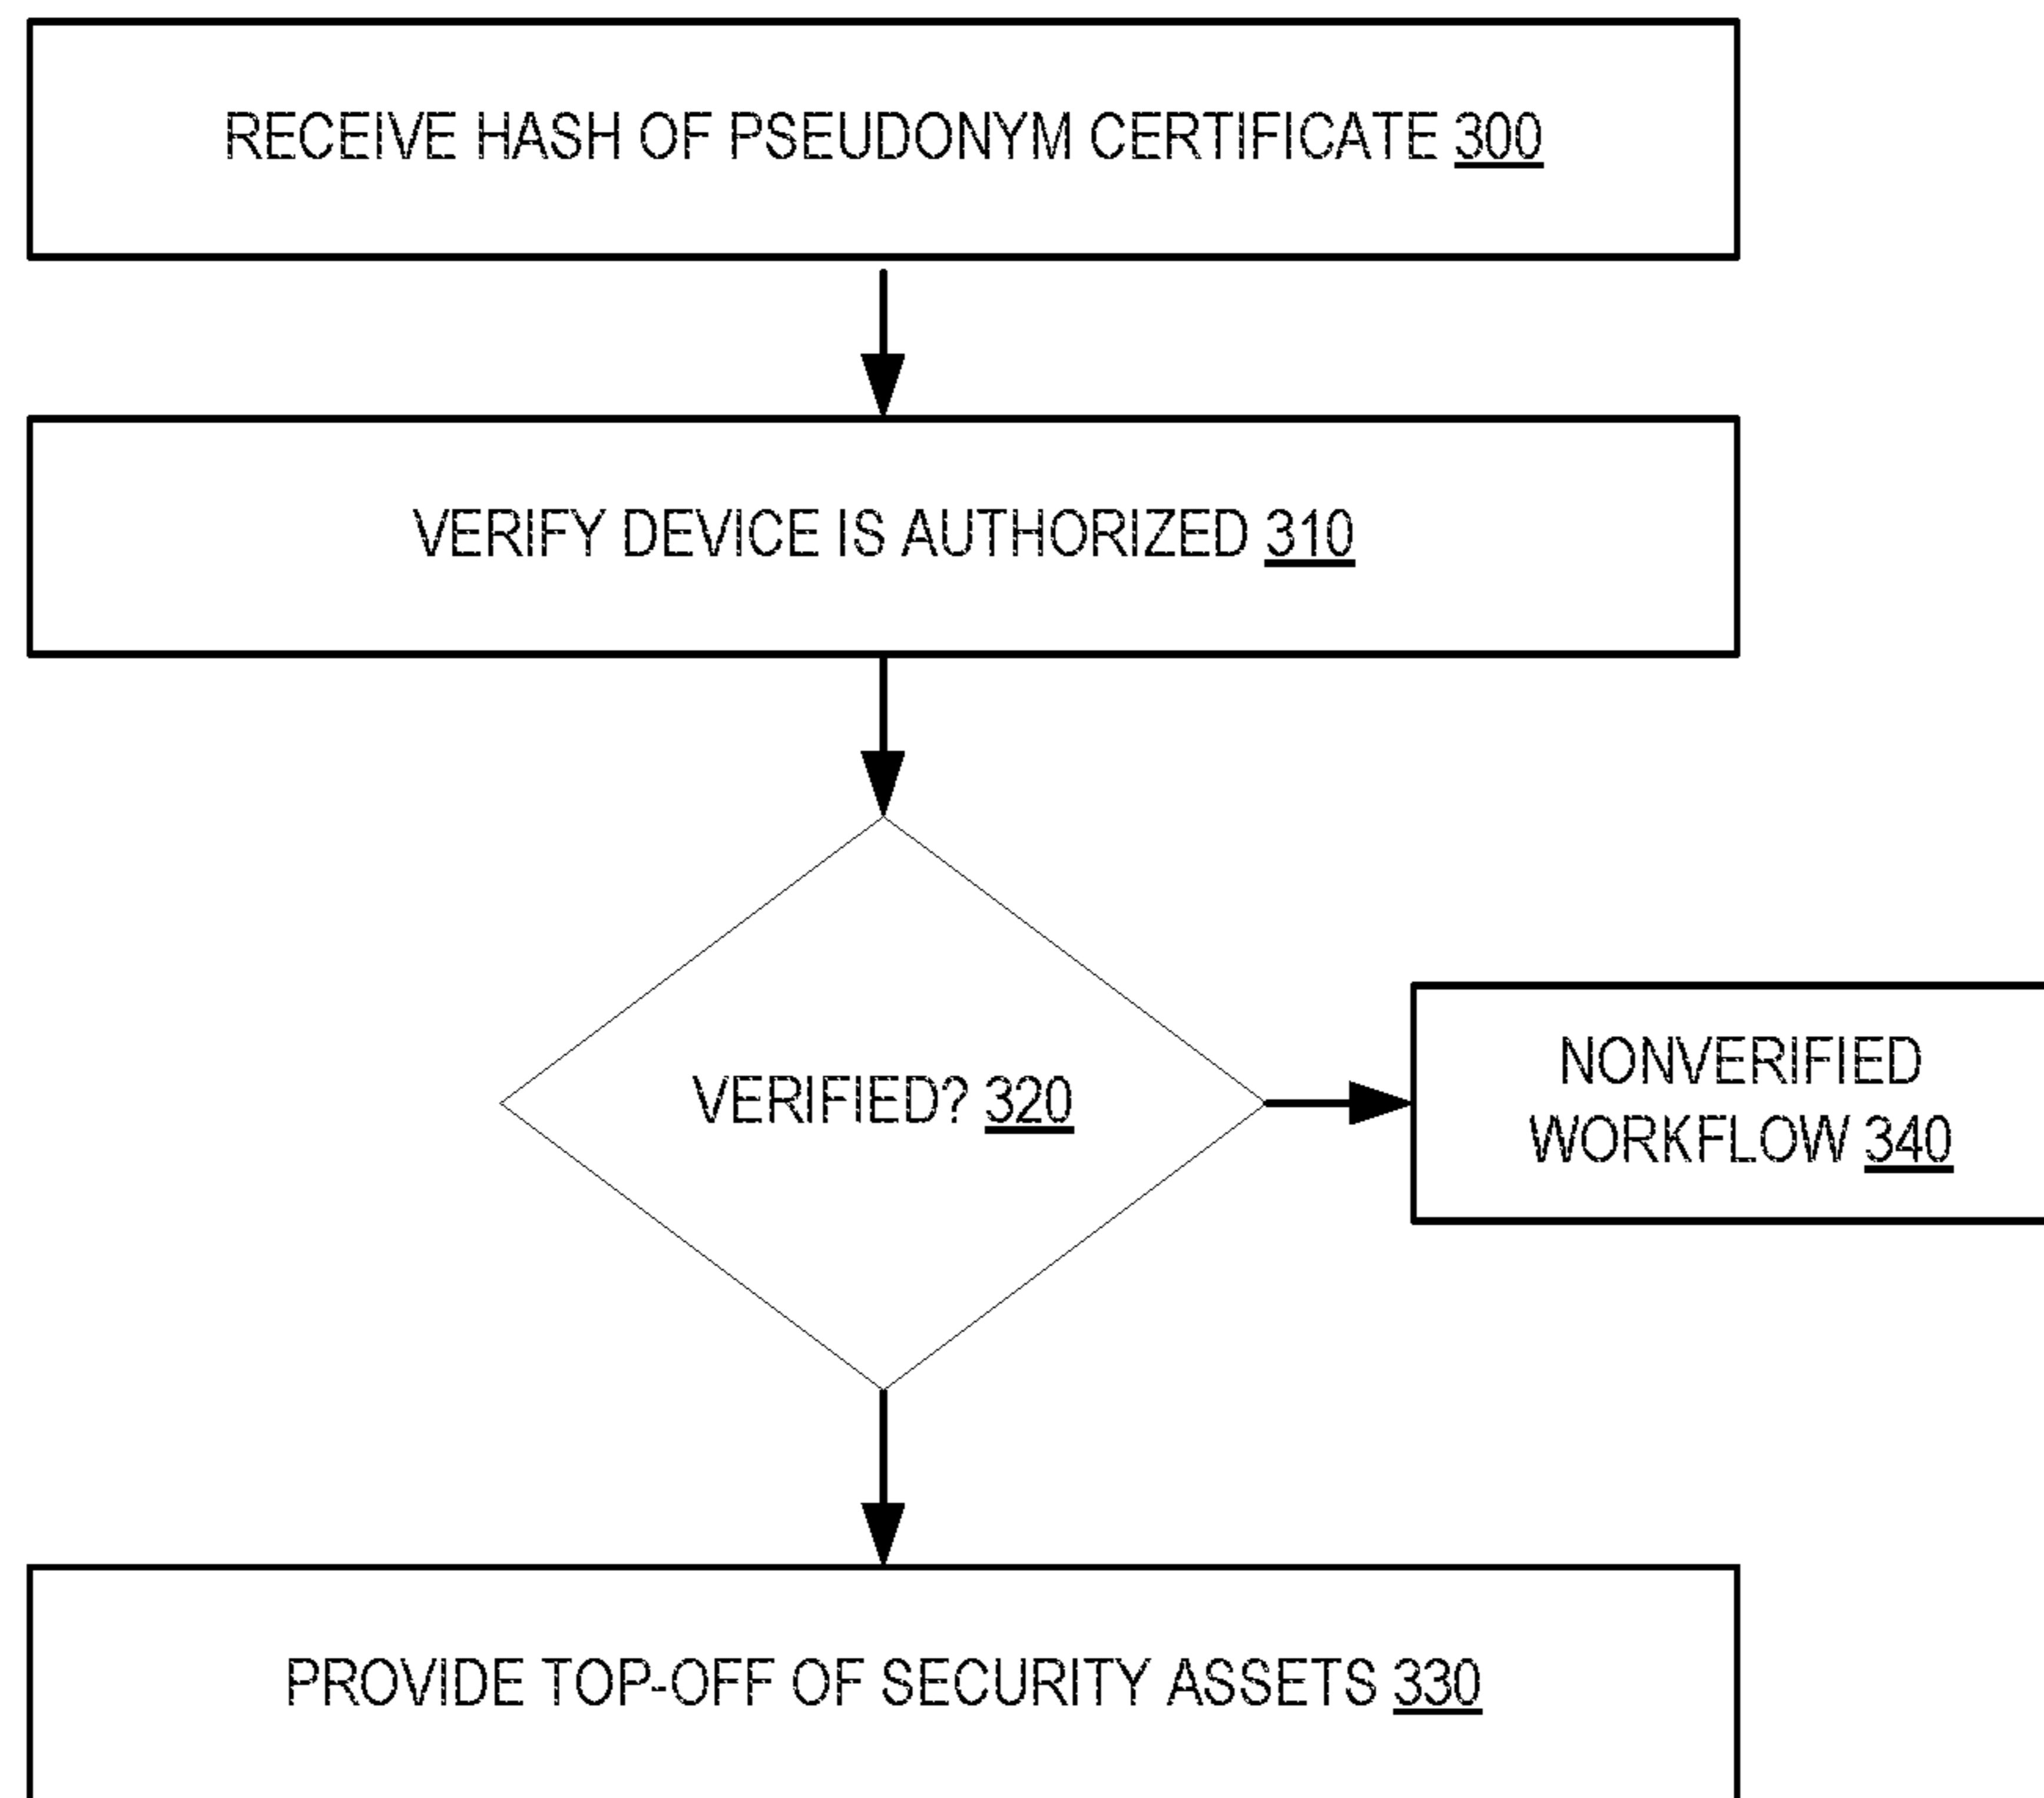 RECEIVE HASH OF PSEUDONYM CERTIFICATE 300
VERIFY DEVICE IS AUTHORIZED 310
VERIFIED? 320
NONVERIFIED
WORKFLOW 340
PROVIDE TOP-OFF OF SECURITY ASSETS 330